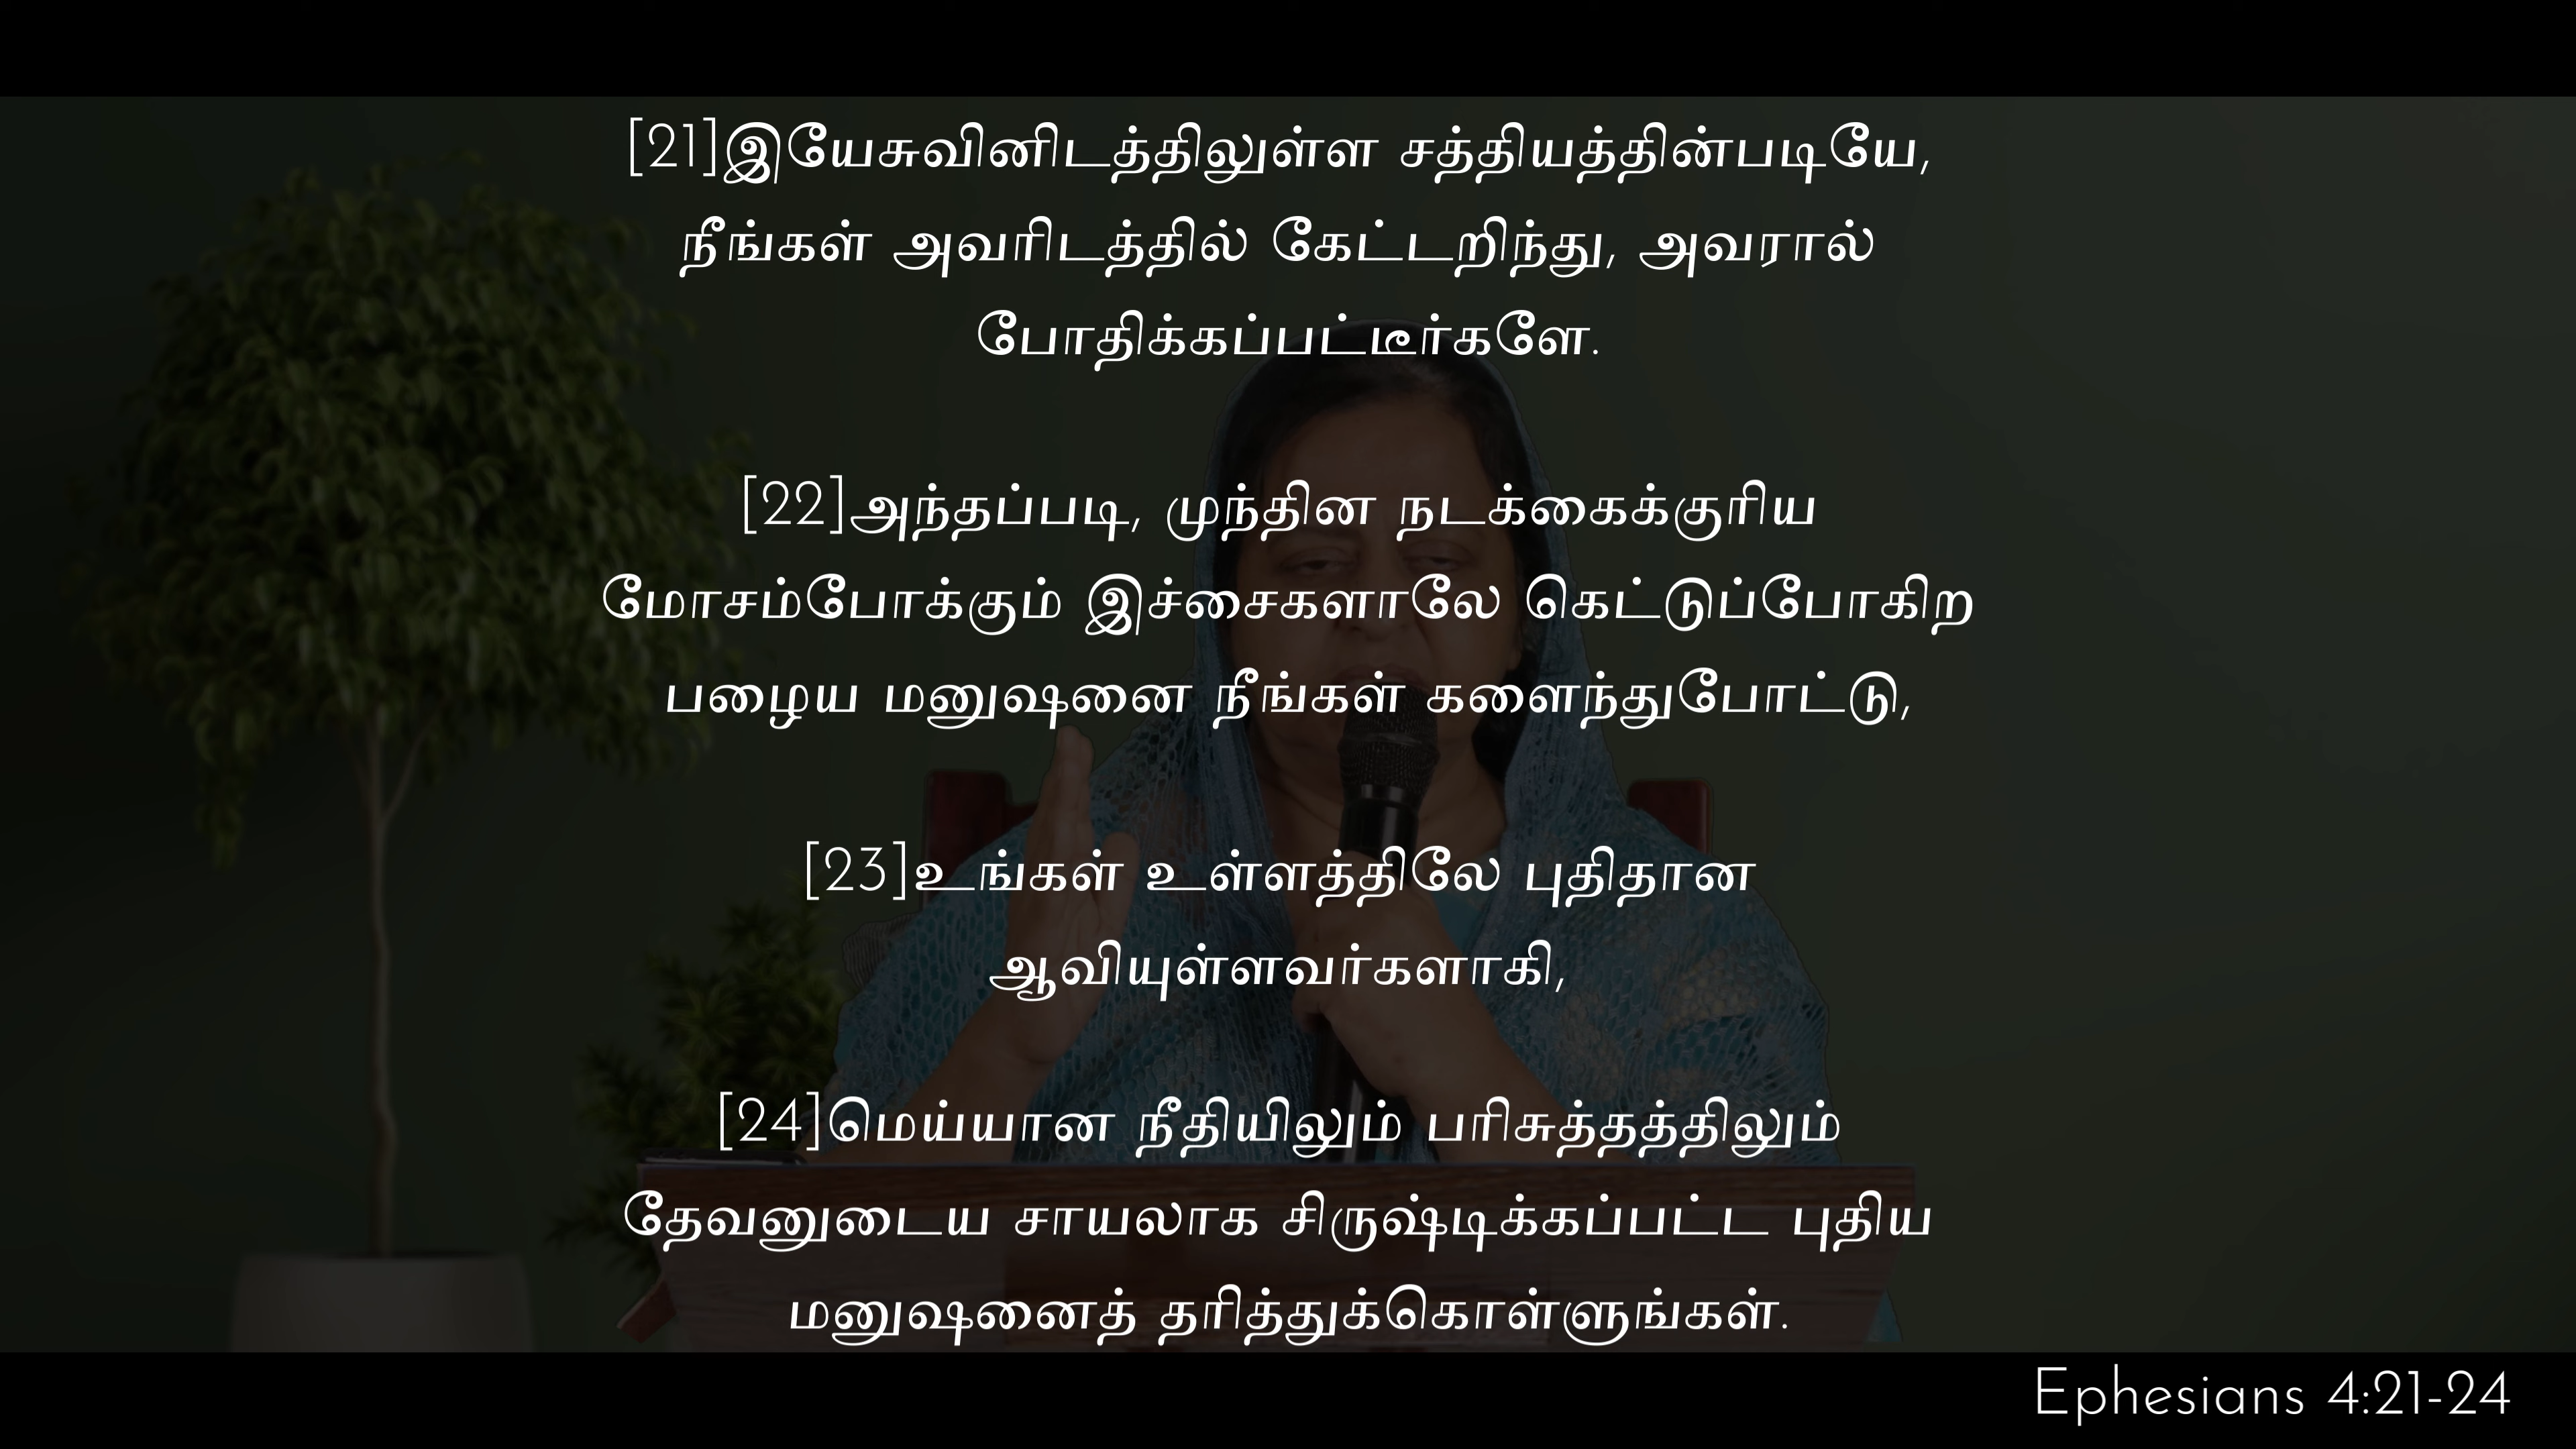 [21]இயேசுவினிடத்திலுள்ள சத்தியத்தின்படியே,
நீங்கள் அவரிடத்தில் கேட்டறிந்து, அவரால்
போதிக்கப்பட்டீர்களே.
[22]அந்தப்படி, முந்தின நடக்கைக்குரிய
மோசம்போக்கும் இச்சைகளாலே கெட்டுப்போகிற
பழைய மனுஷனை நீங்கள் களைந்துபோட்டு,
[23]உங்கள் உள்ளத்திலே புதிதான
ஆவியுள்ளவர்களாகி,
[24]மெய்யான நீதியிலும் பரிசுத்தத்திலும்
தேவனுடைய சாயலாக சிருஷ்டிக்கப்பட்ட புதிய
மனுஷனைத் தரித்துக்கொள்ளுங்கள்.
Ephesians 4:21-24